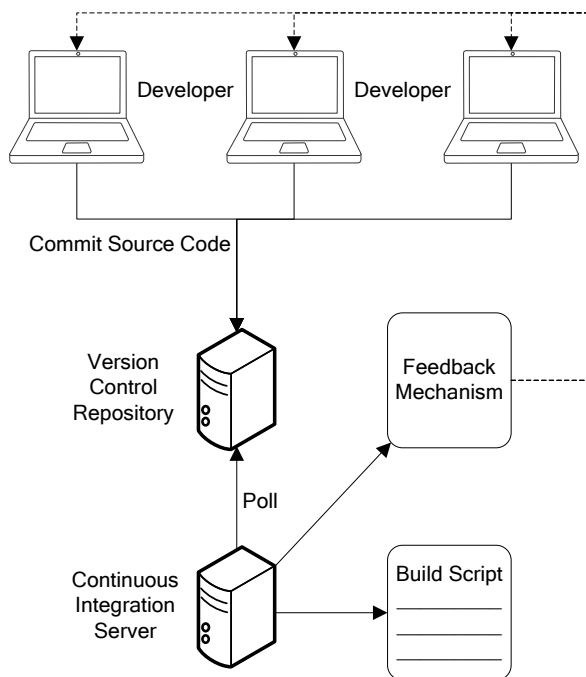 Developer
Developer
Commit Source Code
Version
Control
Repository
Feedback
Mechanism
Poll
Continuous
Integration
Server
Build Script